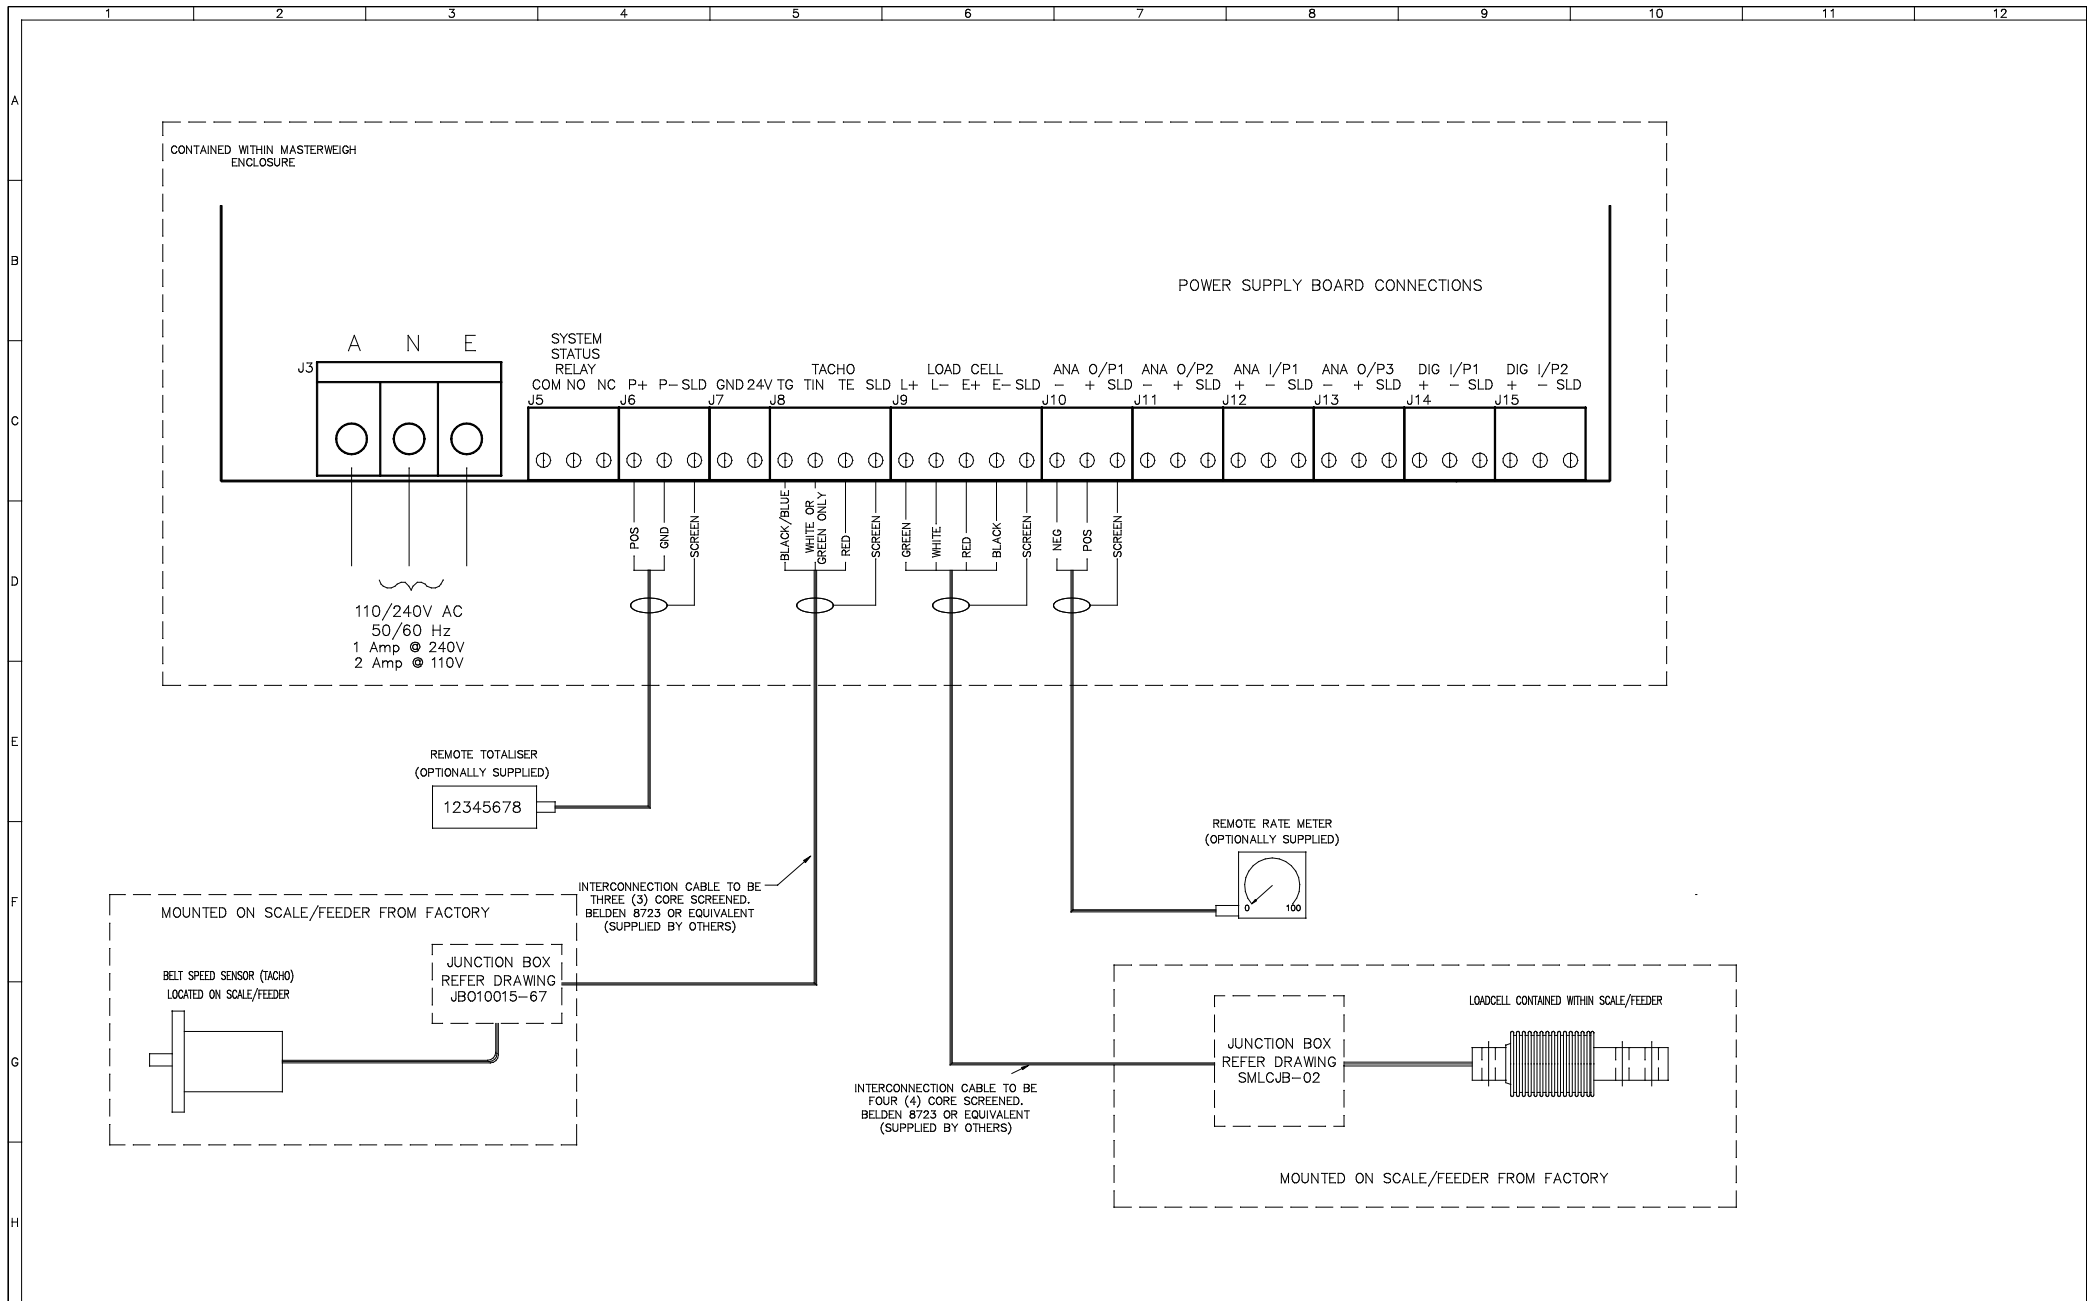 1 2 3 4 5 6 7 8 9 10 11 12
A
B
C
D
E
F
G
H
CONTAINED WITHIN MASTERWEIGH
ENCLOSURE
POWER SUPPLY BOARD CONNECTIONS
A N E
J3
SYSTEM
STATUS
RELAY
TACHO LOAD CELL ANA O/P1 ANA O/P2 ANA I/P1 ANA O/P3 DIG I/P1 DIG I/P2
COM NO NC P+ P- SLD GND 24V TG TIN TE SLD L+ L- E+ E- SLD - + SLD - + SLD + - SLD - + SLD + - SLD + - SLD
J5 J6 J7 J8 J9 J10 J11 J12 J13 J14 J15
POS
GND
SCREEN
BLACK/BLUE
WHITE OR
GREEN ONLY
RED
SCREEN
GREEN
WHITE
RED
BLACK
SCREEN
NEG
POS
SCREEN
110/240V AC
50/60 Hz
1 Amp @ 240V
2 Amp @ 110V
REMOTE TOTALISER
(OPTIONALLY SUPPLIED)
12345678
REMOTE RATE METER
(OPTIONALLY SUPPLIED)
0 100
INTERCONNECTION CABLE TO BE
THREE (3) CORE SCREENED.
BELDEN 8723 OR EQUIVALENT
(SUPPLIED BY OTHERS)
MOUNTED ON SCALE/FEEDER FROM FACTORY
JUNCTION BOX
REFER DRAWING
JBO10015-67
BELT SPEED SENSOR (TACHO)
LOCATED ON SCALE/FEEDER
LOADCELL CONTAINED WITHIN SCALE/FEEDER
JUNCTION BOX
REFER DRAWING
SMLCJB-02
INTERCONNECTION CABLE TO BE
FOUR (4) CORE SCREENED.
BELDEN 8723 OR EQUIVALENT
(SUPPLIED BY OTHERS)
MOUNTED ON SCALE/FEEDER FROM FACTORY